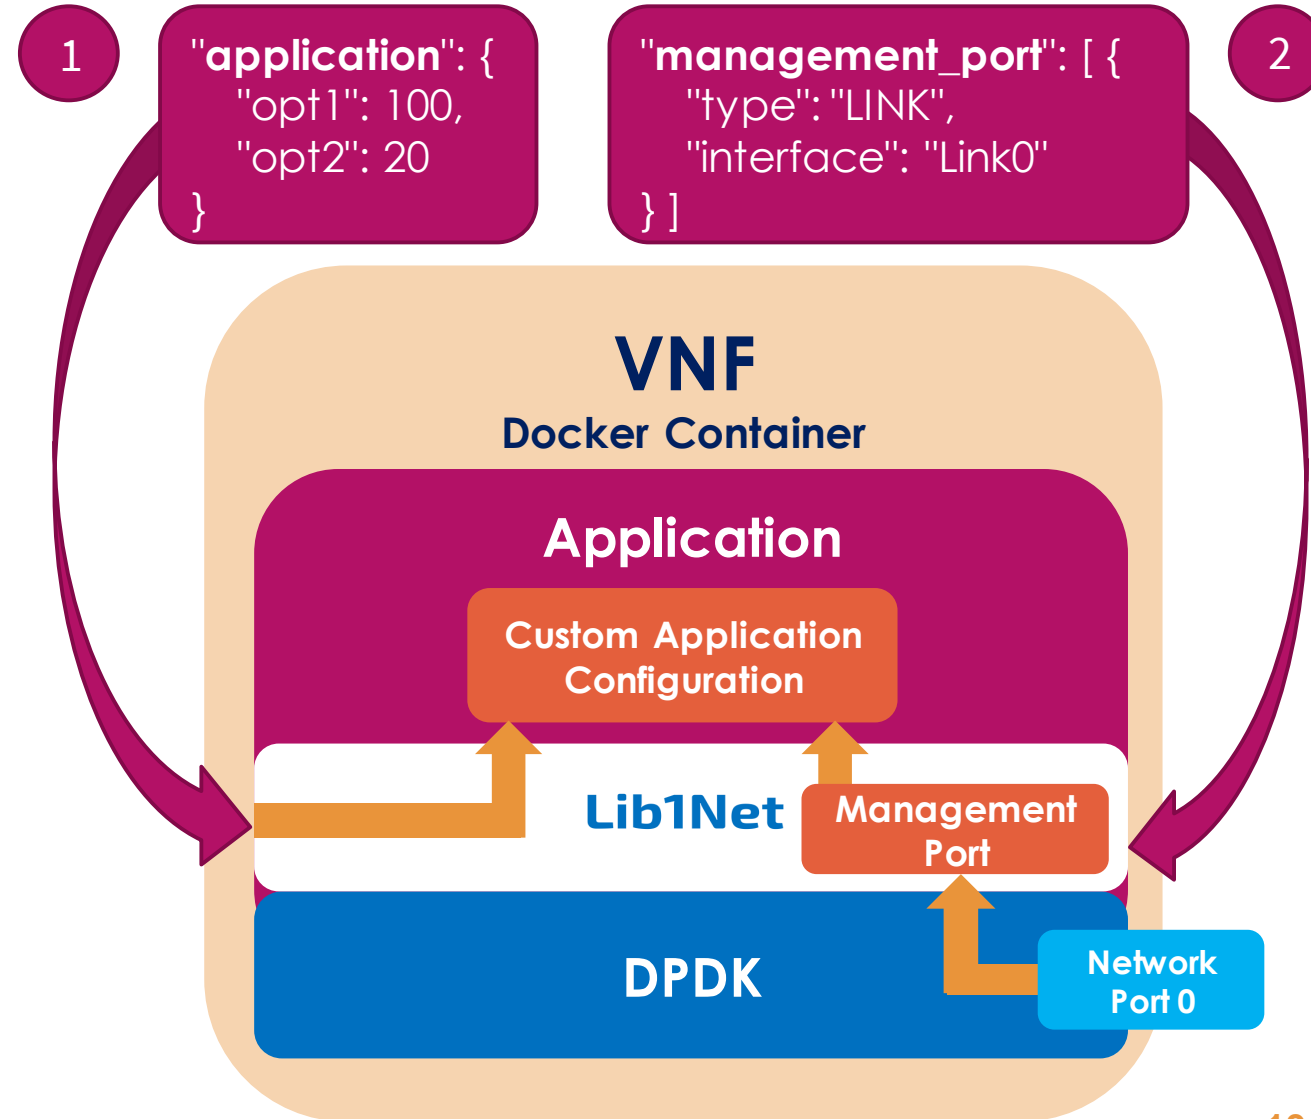 1
"application": {
"opt1": 100,
"opt2": 20
}
"management_port": [ {
"type": "LINK",
"interface": "Link0"
} ]
2
VNF
Docker Container
Application
Custom Application
Configuration
Lib1Net
Management
Port
DPDK
Network
Port 0